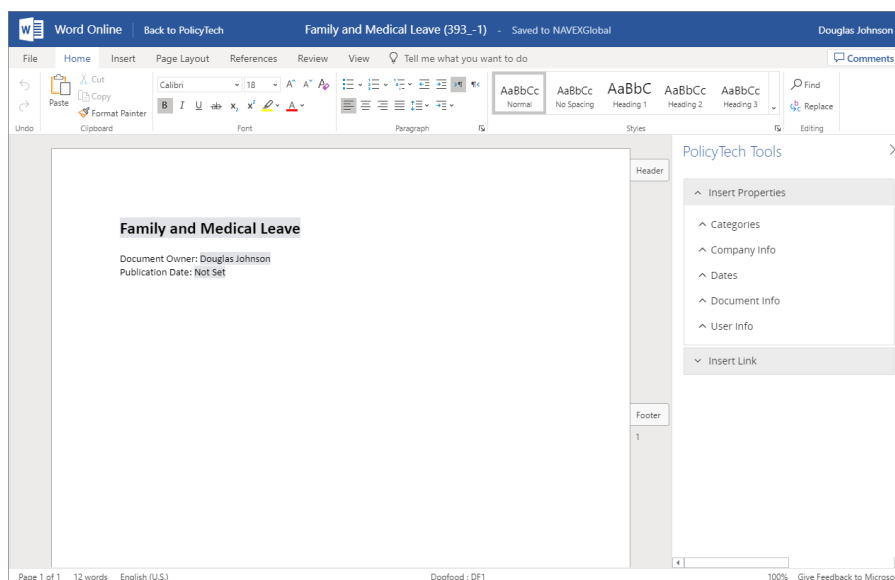 Word Online Back to PolicyTech Family and Medical Leave (393_-1) - Saved to NAVEXGlobal Douglas Johnson
File Home Insert Page Layout References Review View Tell me what you want to do Comments
Paste
Cut
Copy
Format Painter
Calibri 18
B I U ab x₂ x² A
AaBbCc AaBbCc AaBbC AaBbCc AaBbCc
Normal No Spacing Heading 1 Heading 2 Heading 3
Find
Replace
Undo Clipboard Font Paragraph Styles Editing
Family and Medical Leave
Document Owner: Douglas Johnson
Publication Date: Not Set
Header
Footer
1
PolicyTech Tools
Insert Properties
Categories
Company Info
Dates
Document Info
User Info
Insert Link
Page 1 of 1 12 words English (U.S.) Dogfood : DF1 100% Give Feedback to Microso